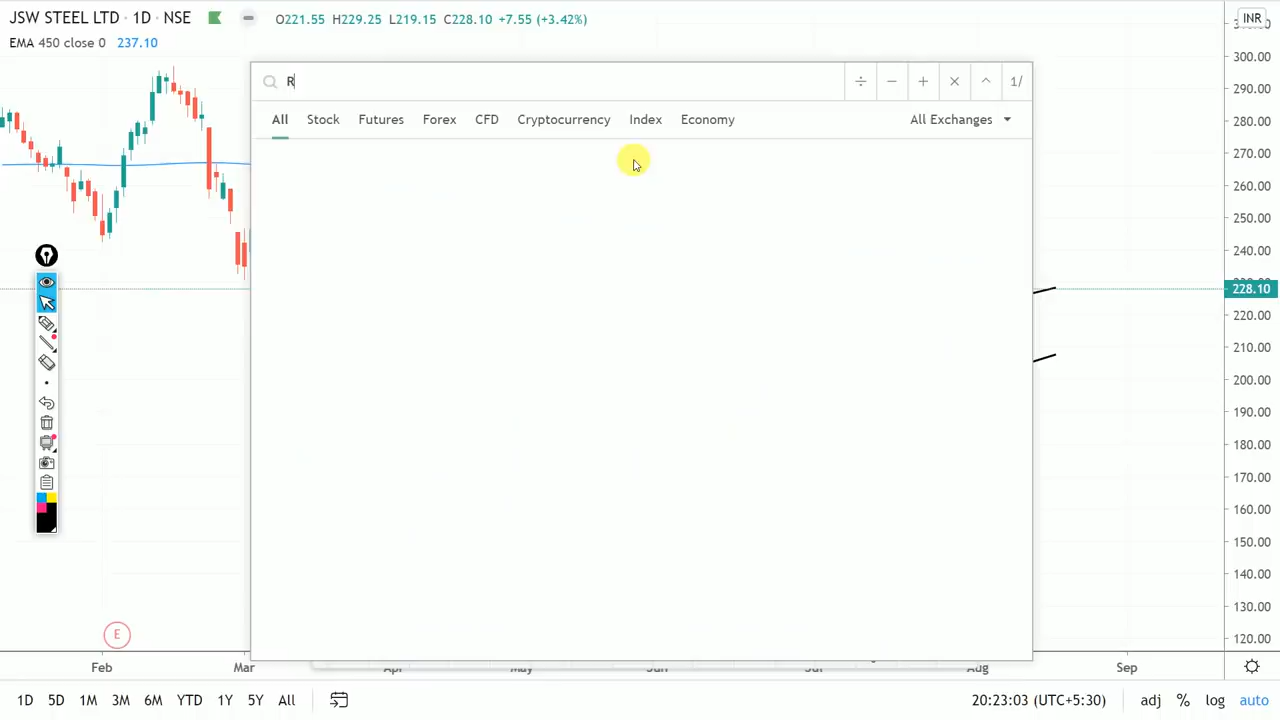 JSW STEEL LTD · 1D · NSE O221.55 H229.25 L219.15 C228.10 +7.55 (+3.42%)
EMA 450 close 0 237.10
INR
R
÷ − + × ^ 1/
All Stock Futures Forex CFD Cryptocurrency Index Economy All Exchanges
300.00
290.00
280.00
270.00
260.00
250.00
240.00
228.10
220.00
210.00
200.00
190.00
180.00
170.00
160.00
150.00
140.00
130.00
120.00
E
Feb Mar Apr May Jun Jul Aug Sep
1D 5D 1M 3M 6M YTD 1Y 5Y All 20:23:03 (UTC+5:30) adj % log auto